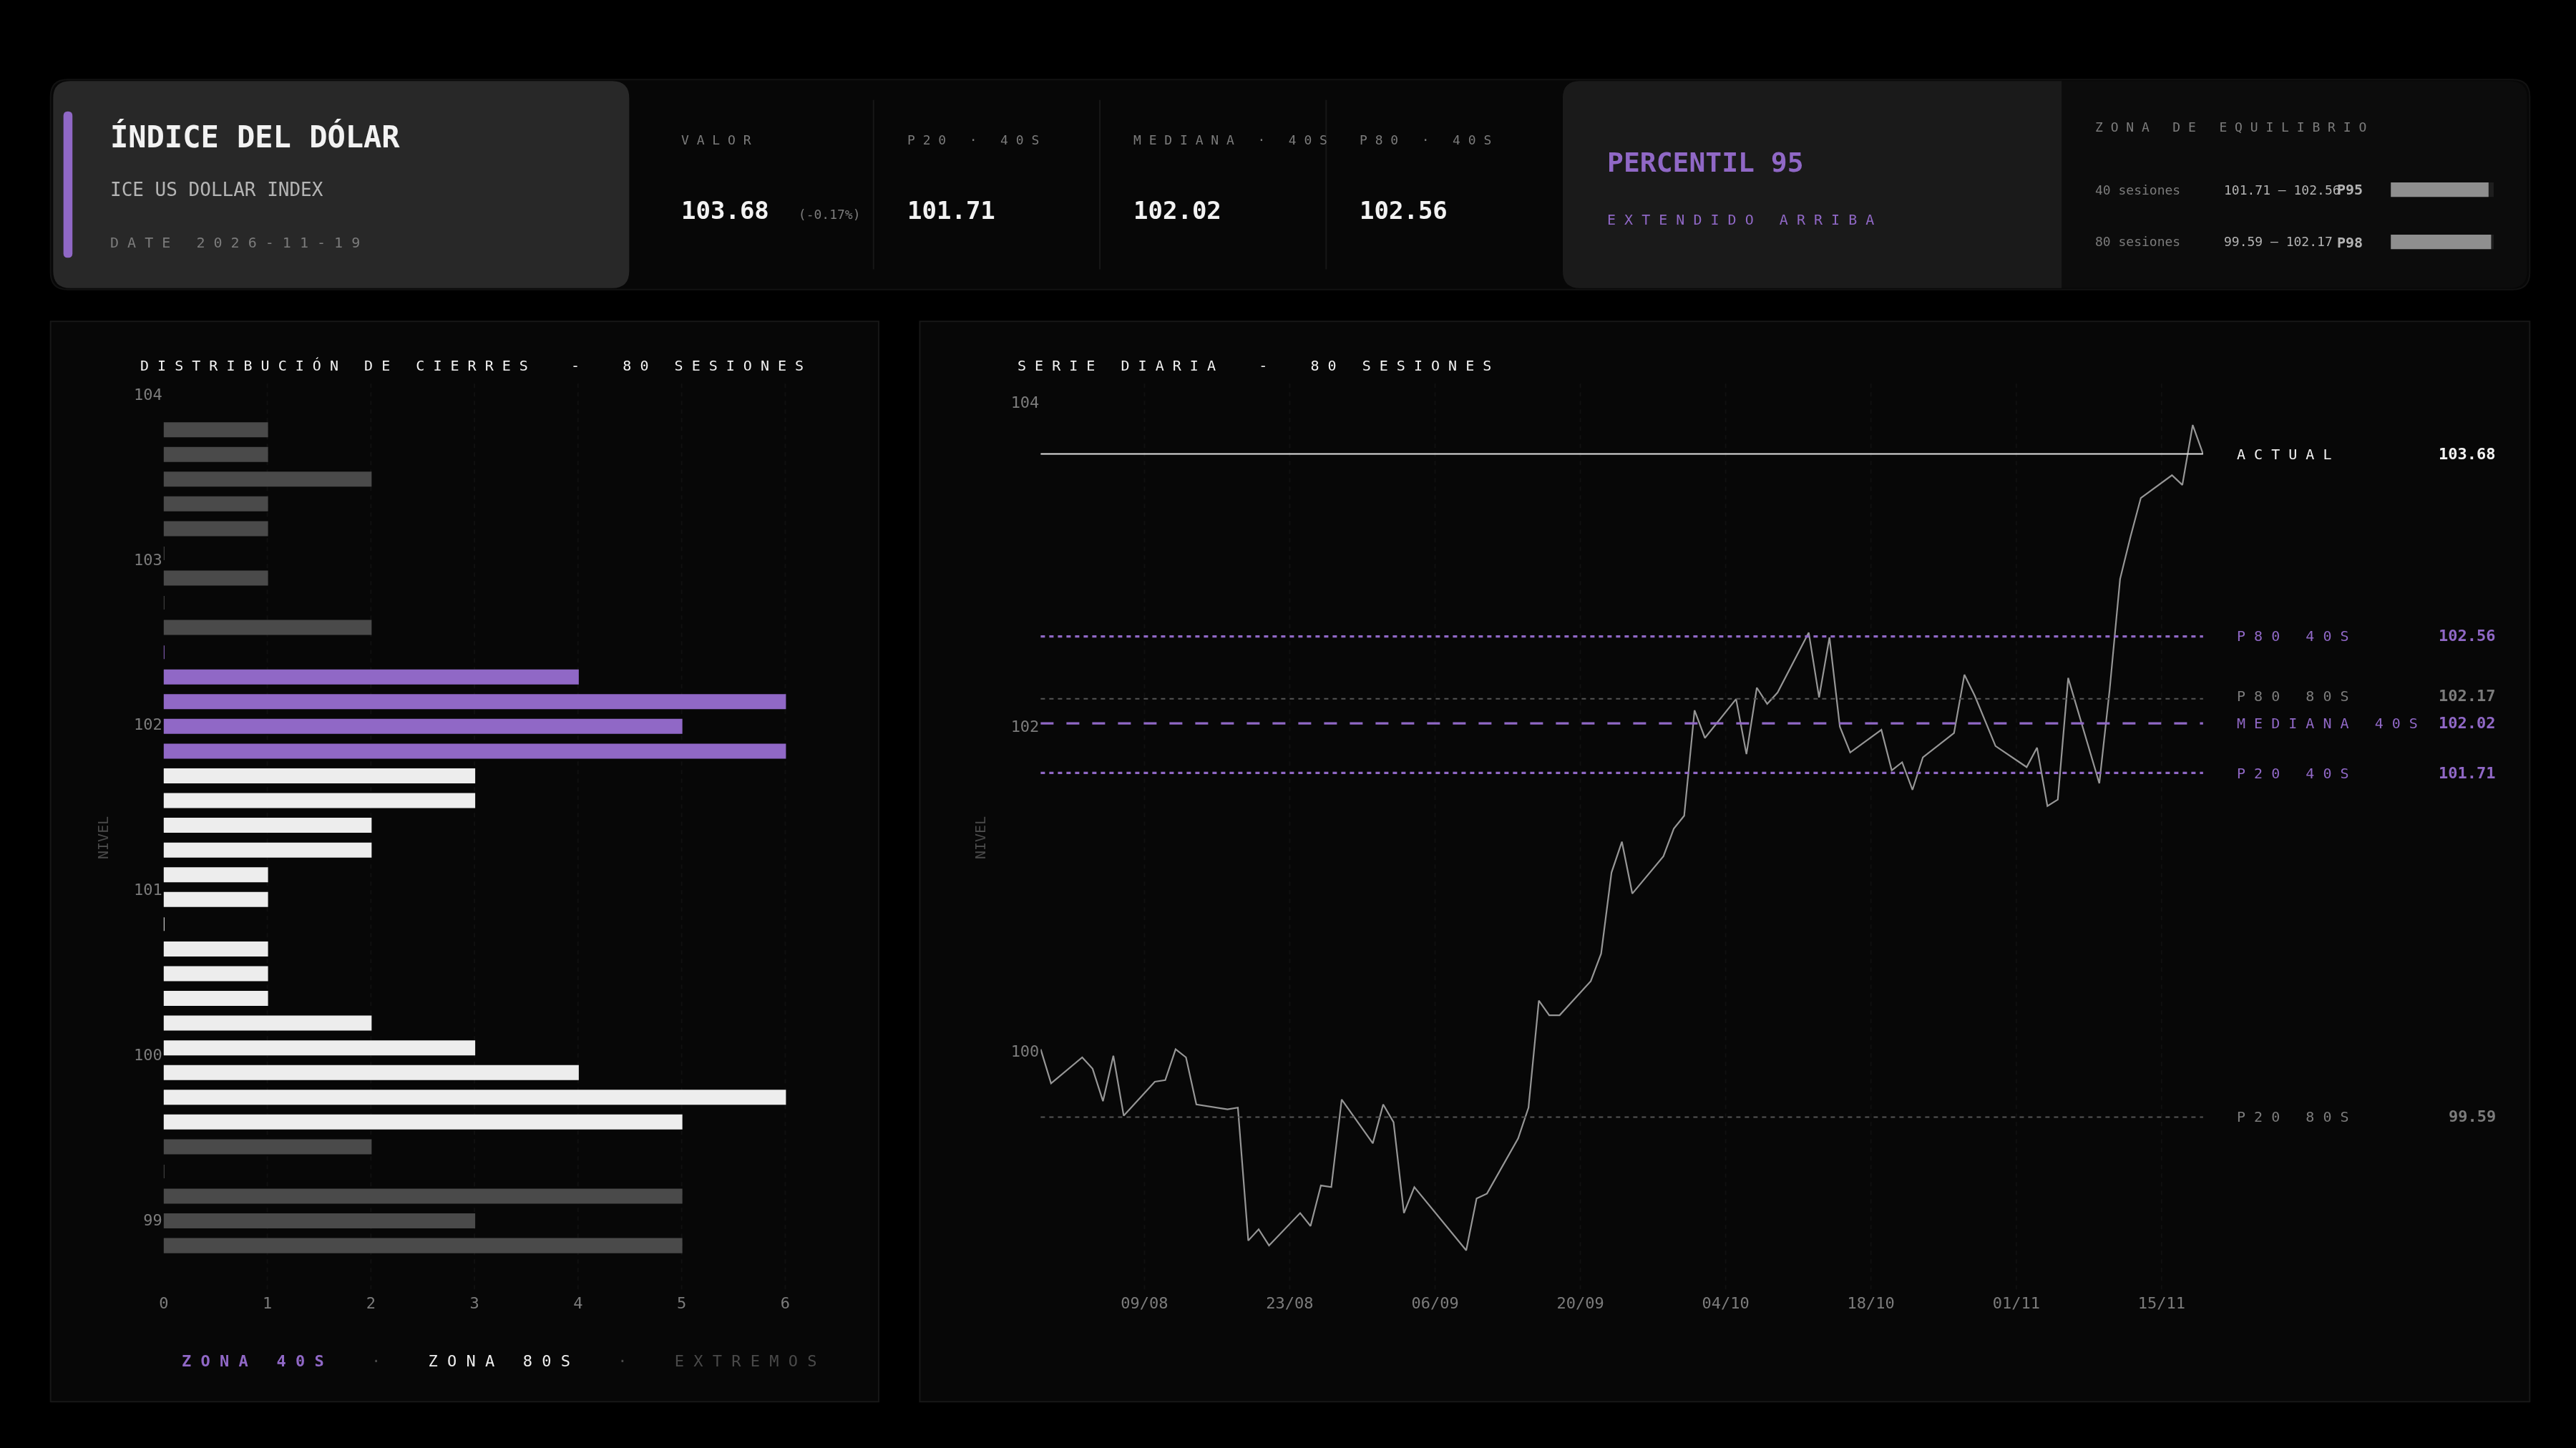 ÍNDICE DEL DÓLAR
ICE US DOLLAR INDEX
DATE 2026-11-19
VALOR
103.68 (-0.17%)
P20 · 40S
101.71
MEDIANA · 40S
102.02
P80 · 40S
102.56
PERCENTIL 95
EXTENDIDO ARRIBA
ZONA DE EQUILIBRIO
40 sesiones 101.71 — 102.56 P95
80 sesiones 99.59 — 102.17 P98
DISTRIBUCIÓN DE CIERRES - 80 SESIONES
104
103
102
101
100
99
NIVEL
0 1 2 3 4 5 6
ZONA 40S · ZONA 80S · EXTREMOS
SERIE DIARIA - 80 SESIONES
104
102
100
NIVEL
ACTUAL 103.68
P80 40S 102.56
P80 80S 102.17
MEDIANA 40S 102.02
P20 40S 101.71
P20 80S 99.59
09/08 23/08 06/09 20/09 04/10 18/10 01/11 15/11